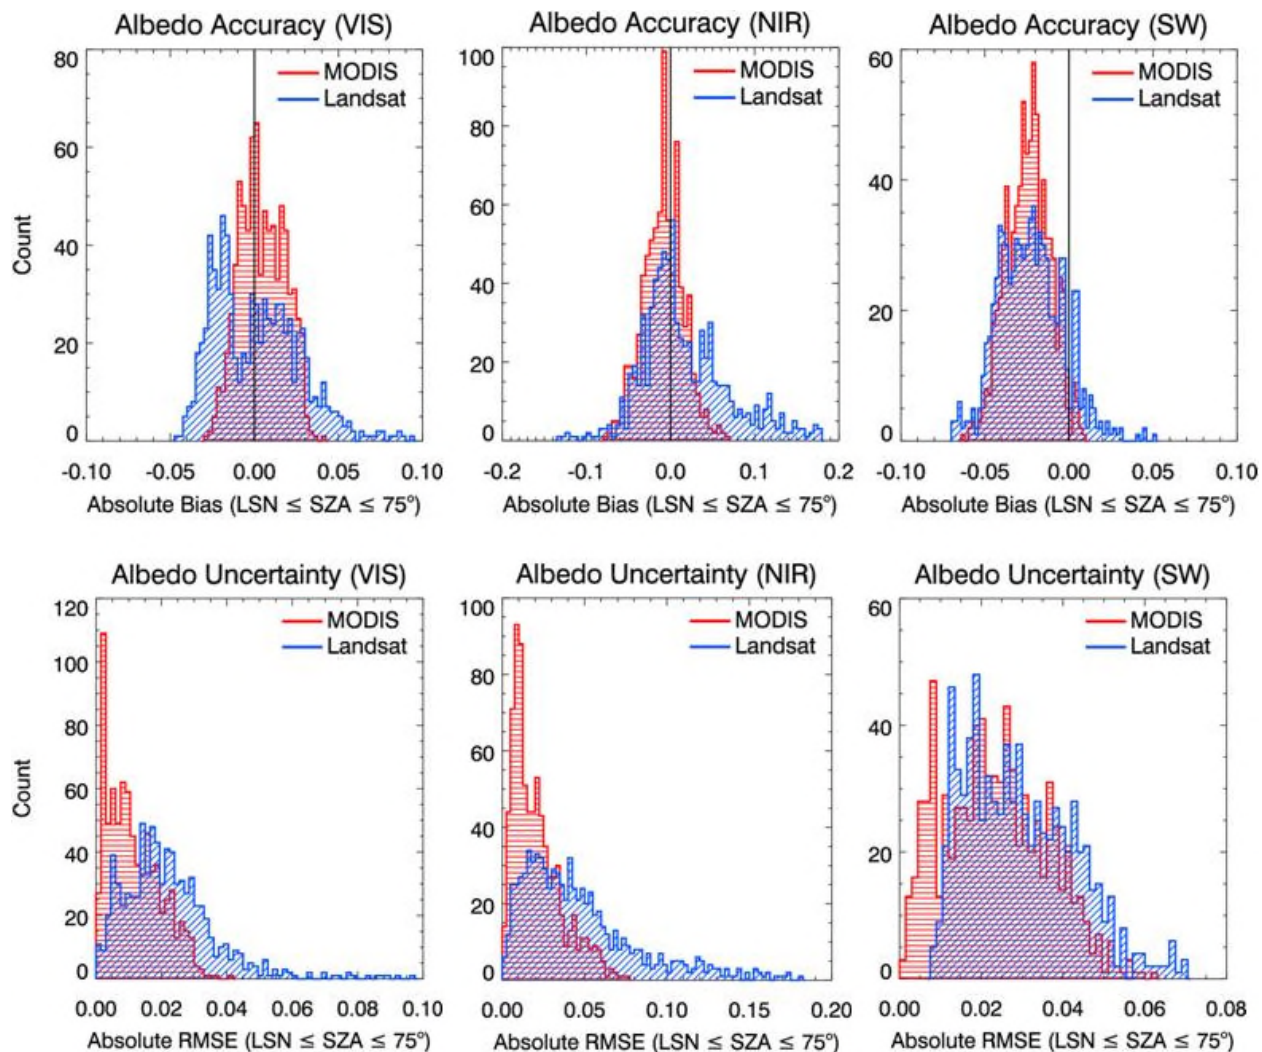 Albedo Accuracy (VIS)
80
60
40
20
0
Count
MODIS
Landsat
-0.10 -0.05 0.00 0.05 0.10
Absolute Bias (LSN ≤ SZA ≤ 75°)
Albedo Accuracy (NIR)
100
80
60
40
20
0
MODIS
Landsat
-0.2 -0.1 0.0 0.1 0.2
Absolute Bias (LSN ≤ SZA ≤ 75°)
Albedo Accuracy (SW)
60
40
20
0
MODIS
Landsat
-0.10 -0.05 0.00 0.05 0.10
Absolute Bias (LSN ≤ SZA ≤ 75°)
Albedo Uncertainty (VIS)
120
100
80
60
40
20
0
Count
MODIS
Landsat
0.00 0.02 0.04 0.06 0.08 0.10
Absolute RMSE (LSN ≤ SZA ≤ 75°)
Albedo Uncertainty (NIR)
100
80
60
40
20
0
MODIS
Landsat
0.00 0.05 0.10 0.15 0.20
Absolute RMSE (LSN ≤ SZA ≤ 75°)
Albedo Uncertainty (SW)
60
40
20
0
MODIS
Landsat
0.00 0.02 0.04 0.06 0.08
Absolute RMSE (LSN ≤ SZA ≤ 75°)